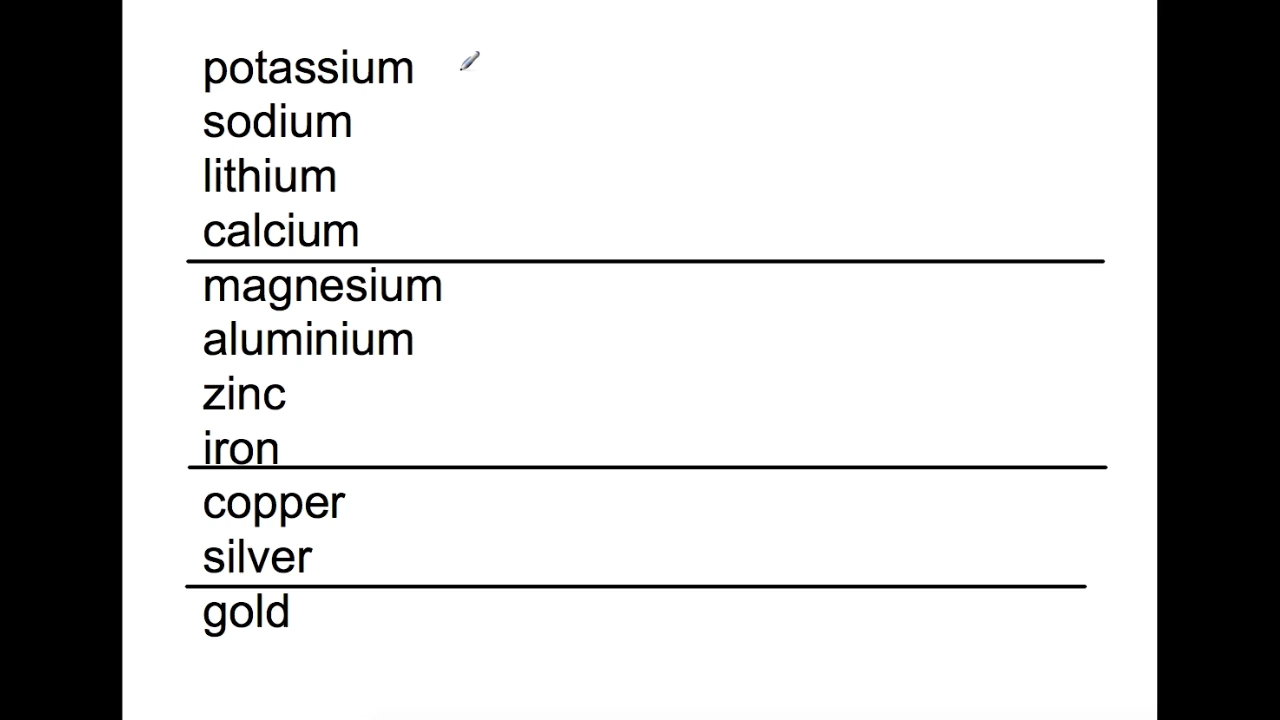 potassium
sodium
lithium
calcium
magnesium
aluminium
zinc
iron
copper
silver
gold